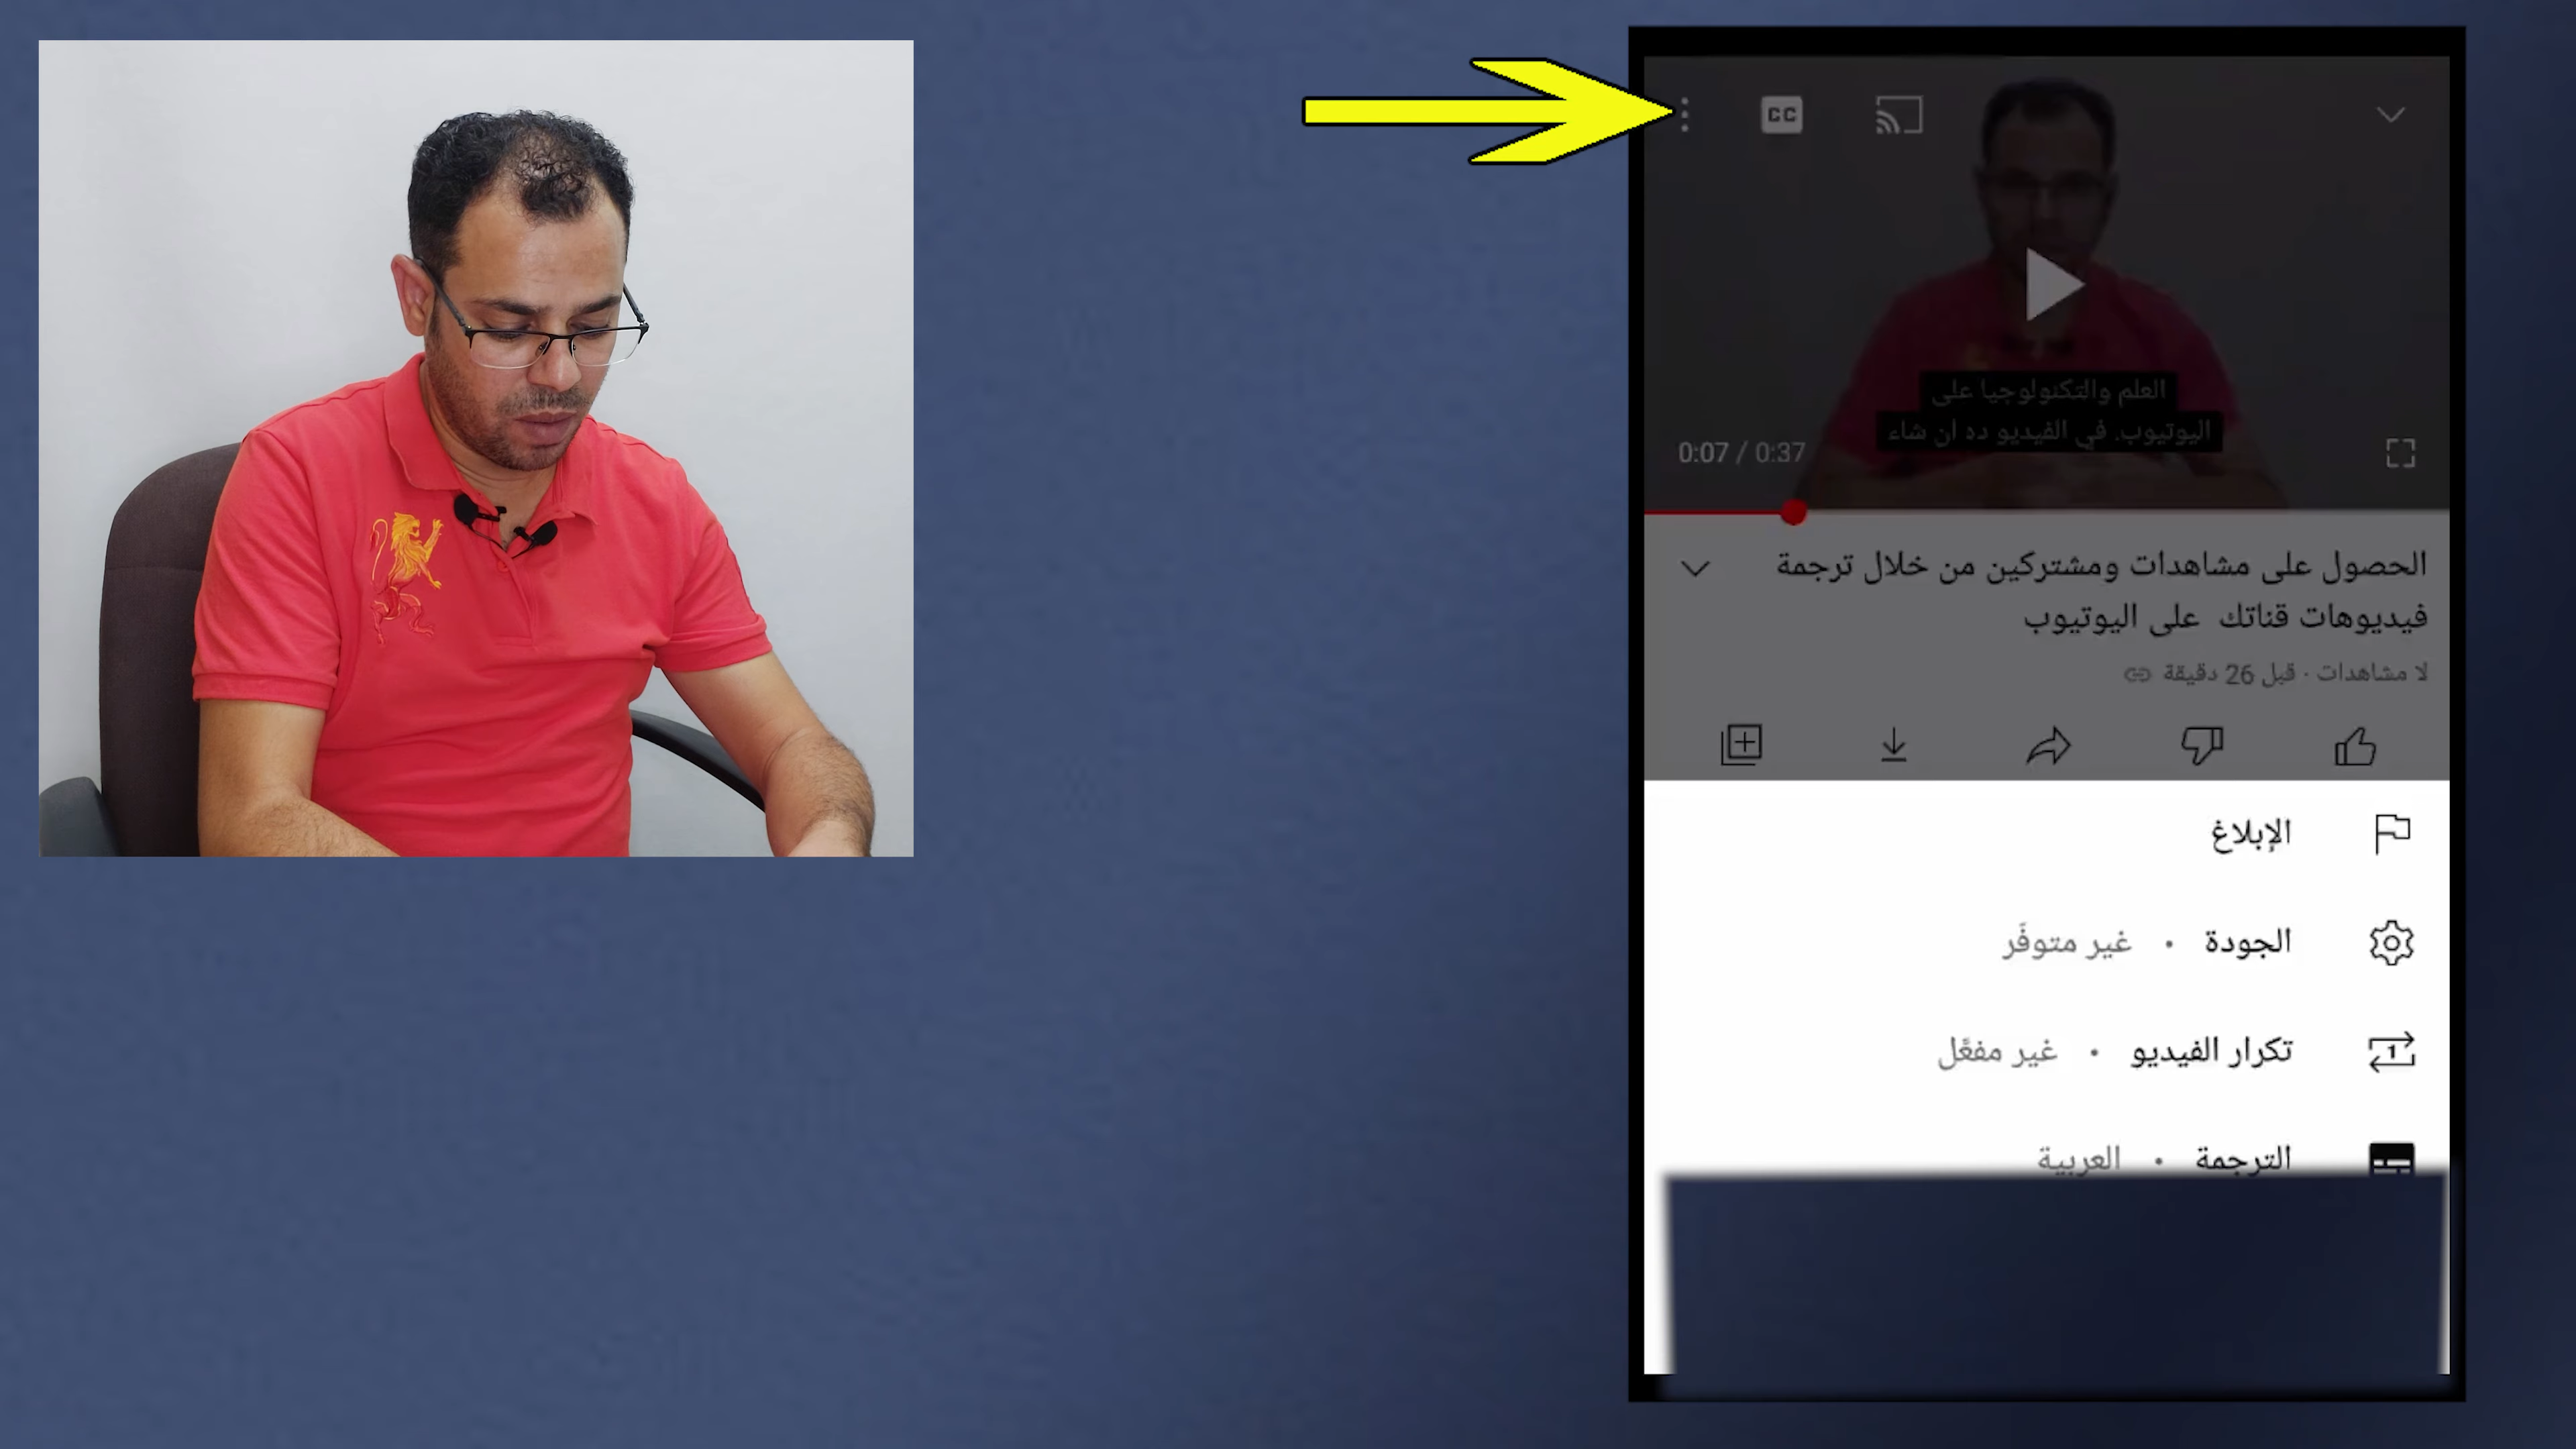 CC
العلم والتكنولوجيا على
اليوتيوب. في الفيديو ده ان شاء
0:07 / 0:37
الحصول على مشاهدات ومشتركين من خلال ترجمة
فيديوهات قناتك على اليوتيوب
لا مشاهدات · قبل 26 دقيقة
الإبلاغ
الجودة • غير متوفّر
تكرار الفيديو • غير مفعَّل
الترجمة • العربية